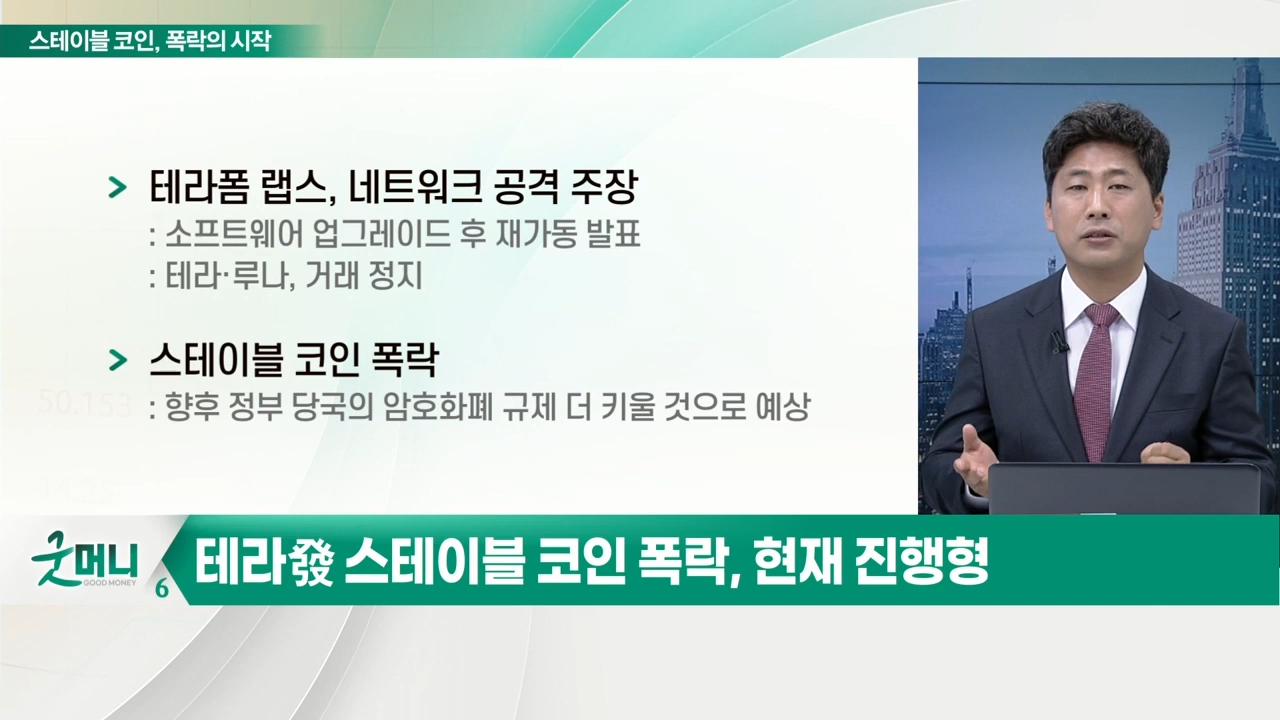 스테이블 코인, 폭락의 시작
> 테라폼 랩스, 네트워크 공격 주장
: 소프트웨어 업그레이드 후 재가동 발표
: 테라·루나, 거래 정지
> 스테이블 코인 폭락
: 향후 정부 당국의 암호화폐 규제 더 키울 것으로 예상
50.153
굿머니
GOOD MONEY
6
테라發 스테이블 코인 폭락, 현재 진행형